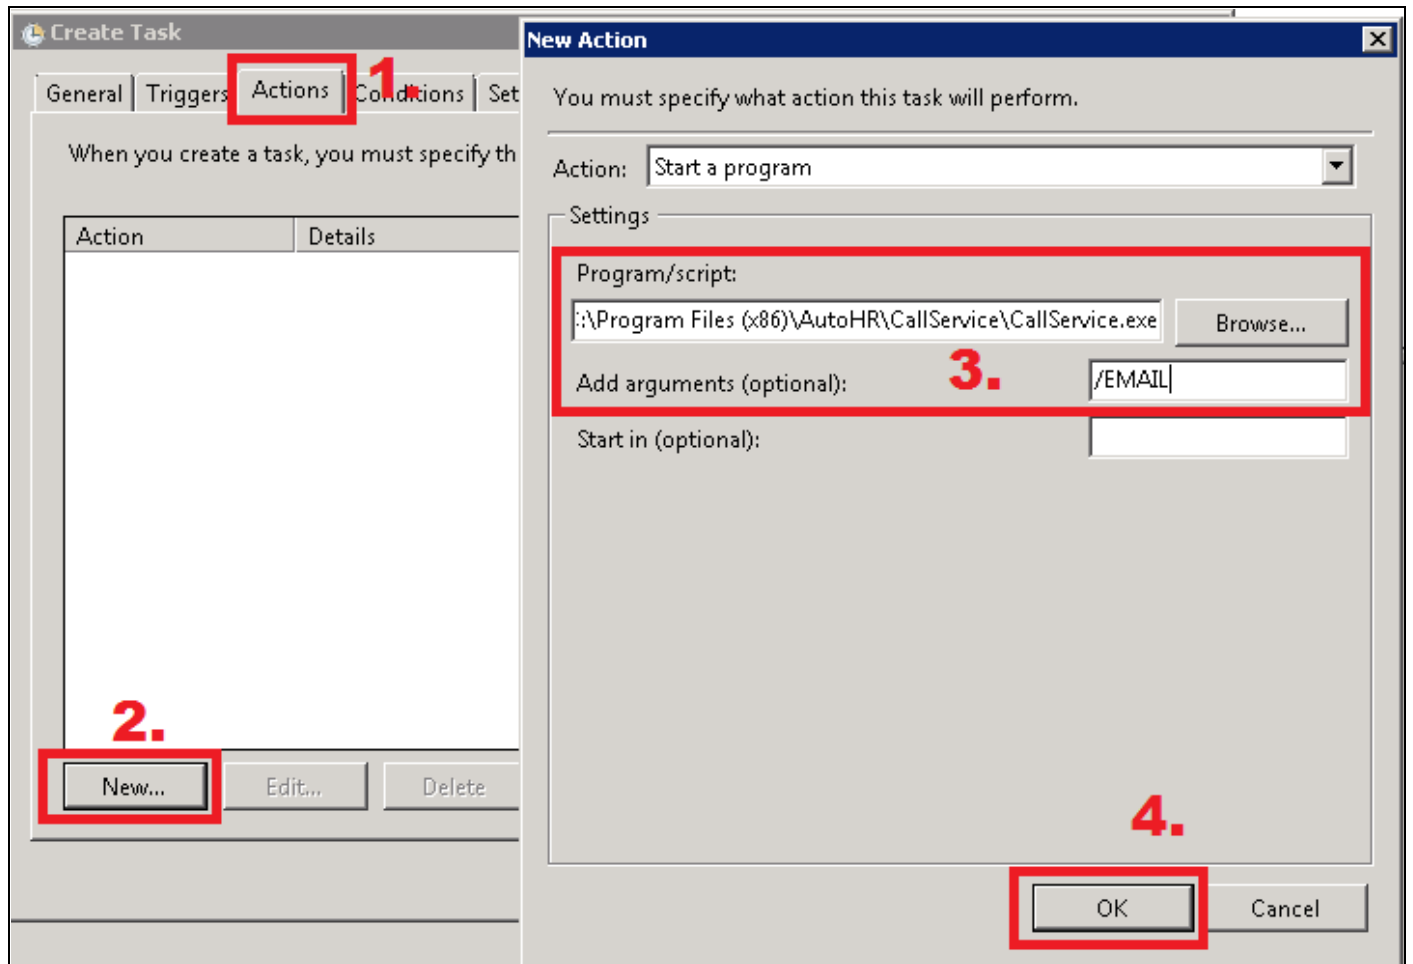 Create Task
General Triggers Actions Conditions Set
1.
When you create a task, you must specify th
Action Details
2.
New... Edit... Delete
New Action
You must specify what action this task will perform.
Action: Start a program
Settings
Program/script:
:\Program Files (x86)\AutoHR\CallService\CallService.exe Browse...
3.
Add arguments (optional): /EMAIL
Start in (optional):
4.
OK Cancel